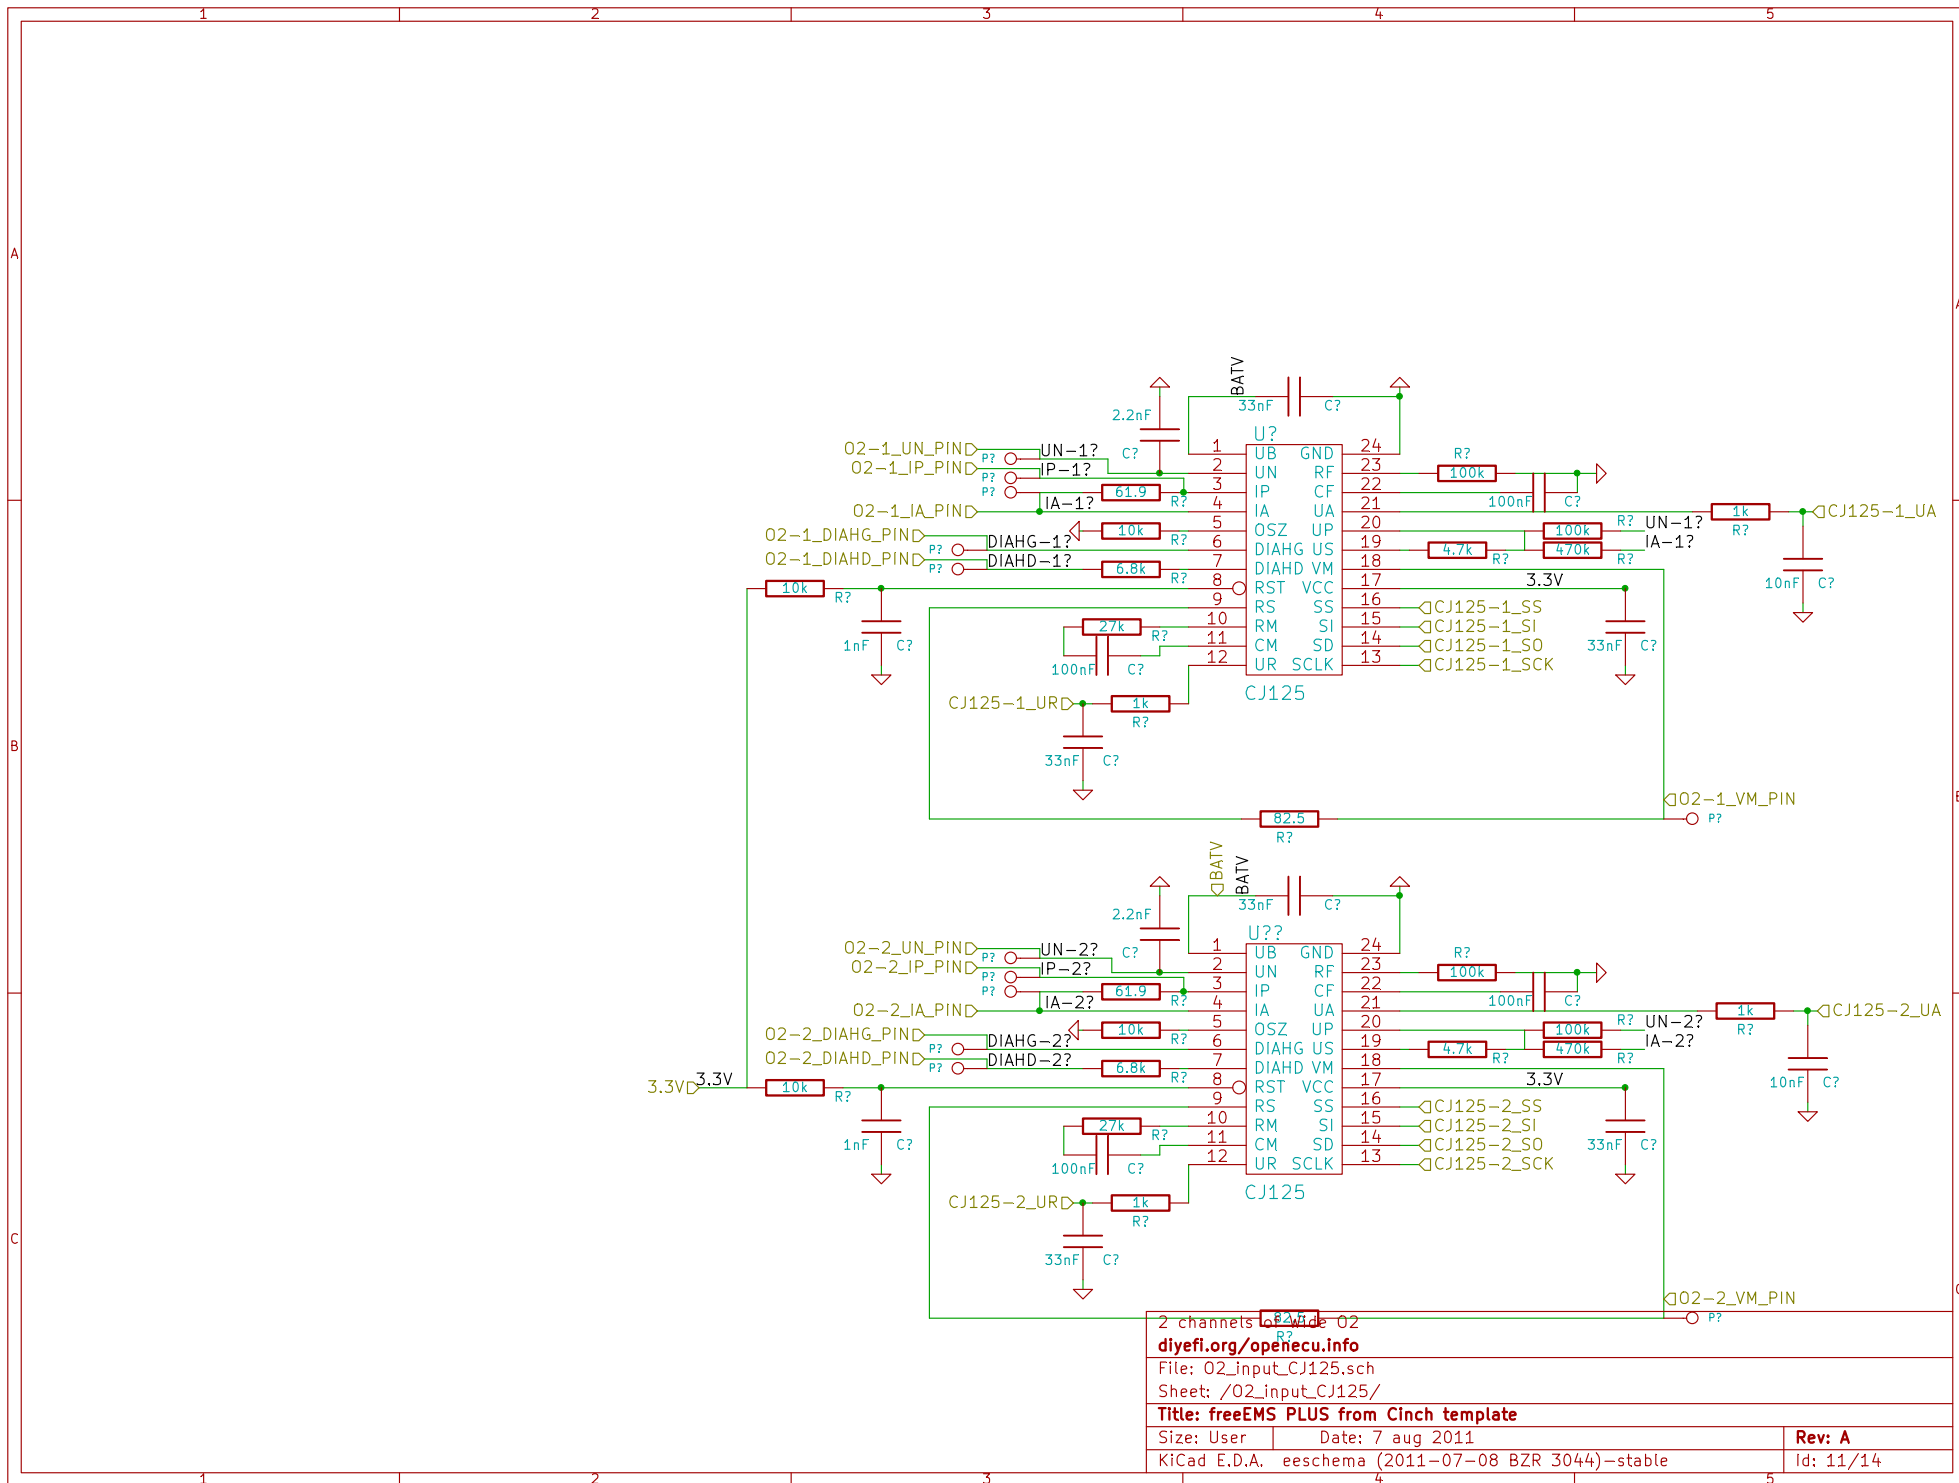 1 2 3 4 5
A
A
B
C
BATV
33nF C?
2.2nF
C?
U?
O2-1_UN_PIN
UN-1?
P?
O2-1_IP_PIN
IP-1?
P?
P?
61.9
R?
IA-1?
O2-1_IA_PIN
O2-1_DIAHG_PIN
DIAHG-1?
P?
10k
R?
O2-1_DIAHD_PIN
DIAHD-1?
P?
6.8k
R?
10k
R?
1nF C?
27k
R?
100nF C?
CJ125-1_UR
1k
R?
33nF C?
1 UB GND 24
2 UN RF 23
3 IP CF 22
4 IA UA 21
5 OSZ UP 20
6 DIAHG US 19
7 DIAHD VM 18
8 RST VCC 17
9 RS SS 16
10 RM SI 15
11 CM SO 14
12 UR SCLK 13
CJ125
R?
100k
100nF C?
1k
R?
CJ125-1_UA
10nF C?
R?
UN-1?
100k
IA-1?
4.7k
R?
470k
R?
3.3V
CJ125-1_SS
CJ125-1_SI
CJ125-1_SO
CJ125-1_SCK
33nF C?
O2-1_VM_PIN
P?
82.5
R?
BATV
BATV
33nF C?
2.2nF
C?
U??
O2-2_UN_PIN
UN-2?
P?
O2-2_IP_PIN
IP-2?
P?
P?
61.9
R?
IA-2?
O2-2_IA_PIN
O2-2_DIAHG_PIN
DIAHG-2?
P?
10k
R?
O2-2_DIAHD_PIN
DIAHD-2?
P?
6.8k
R?
3.3V
3.3V
10k
R?
1nF C?
27k
R?
100nF C?
CJ125-2_UR
1k
R?
33nF C?
1 UB GND 24
2 UN RF 23
3 IP CF 22
4 IA UA 21
5 OSZ UP 20
6 DIAHG US 19
7 DIAHD VM 18
8 RST VCC 17
9 RS SS 16
10 RM SI 15
11 CM SO 14
12 UR SCLK 13
CJ125
R?
100k
100nF C?
1k
R?
CJ125-2_UA
10nF C?
R?
UN-2?
100k
IA-2?
4.7k
R?
470k
R?
3.3V
CJ125-2_SS
CJ125-2_SI
CJ125-2_SO
CJ125-2_SCK
33nF C?
O2-2_VM_PIN
P?
82.5
R?
2 channels of wide O2
diyefi.org/openecu.info
File: O2_input_CJ125.sch
Sheet: /O2_input_CJ125/
Title: freeEMS PLUS from Cinch template
Size: User Date: 7 aug 2011 Rev: A
KiCad E.D.A. eeschema (2011-07-08 BZR 3044)-stable Id: 11/14
1 2 3 4 5